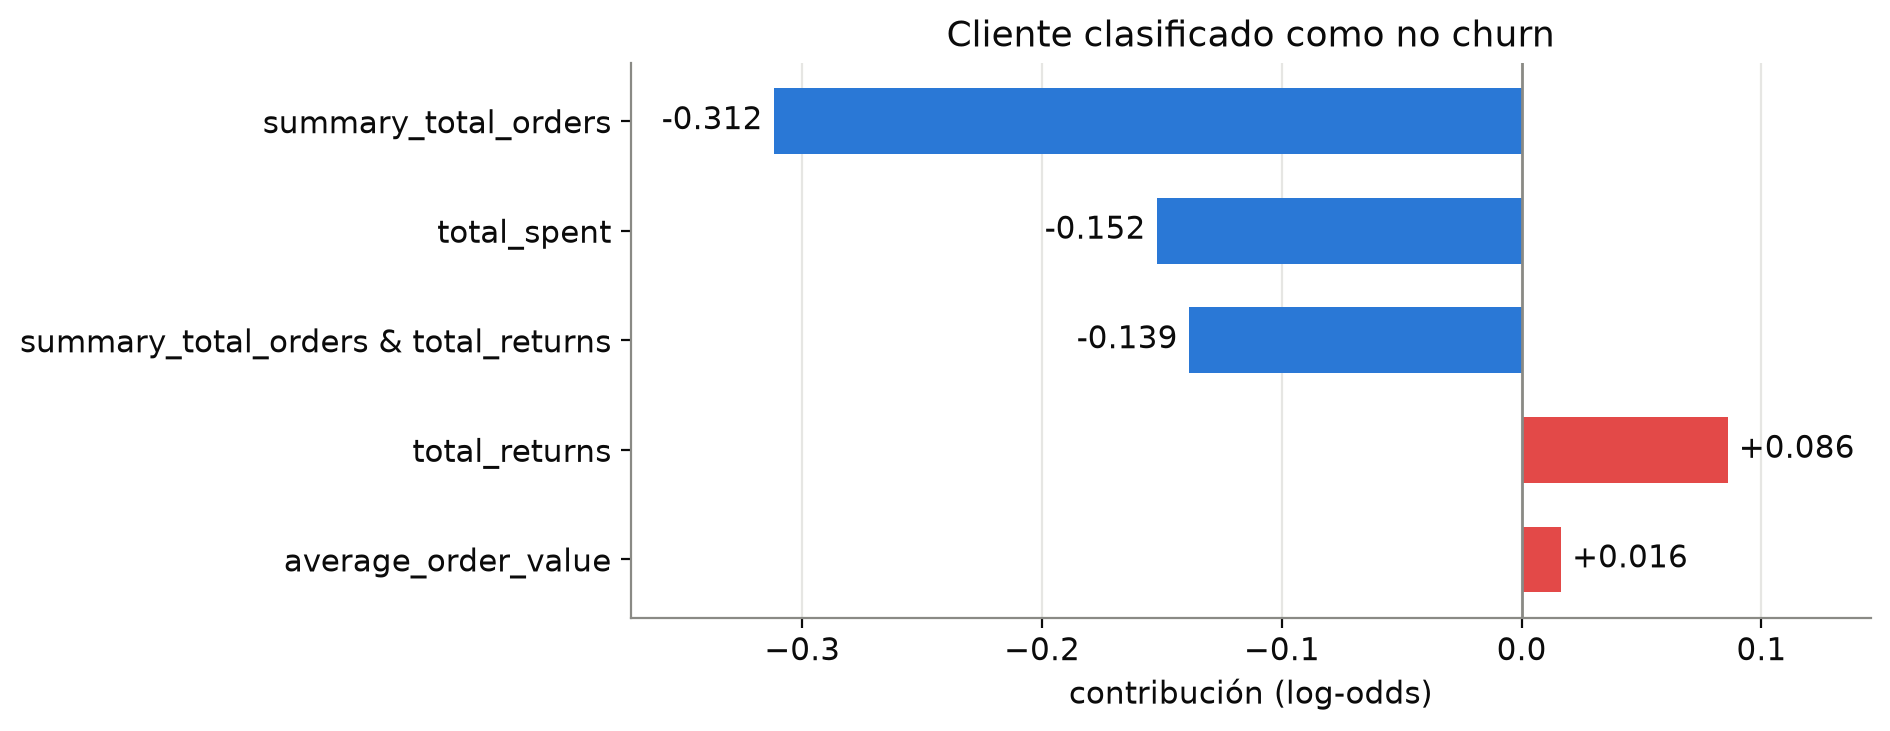 Cliente clasificado como no churn
summary_total_orders
-0.312
total_spent
-0.152
summary_total_orders & total_returns
-0.139
total_returns
+0.086
average_order_value
+0.016
−0.3 −0.2 −0.1 0.0 0.1
contribución (log-odds)